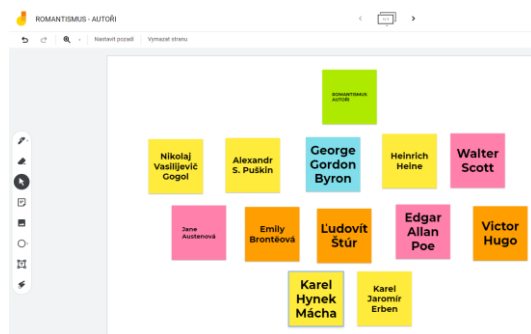 ROMANTISMUS - AUTOŘI
Nastavit pozadí
Vymazat stranu
ROMANTISMUS
AUTOŘI
Nikolaj
Vasilijevič
Gogol
Alexandr
S. Puškin
George
Gordon
Byron
Heinrich
Heine
Walter
Scott
Jane
Austenová
Emily
Brontëová
Ľudovít
Štúr
Edgar
Allan
Poe
Victor
Hugo
Karel
Hynek
Mácha
Karel
Jaromír
Erben